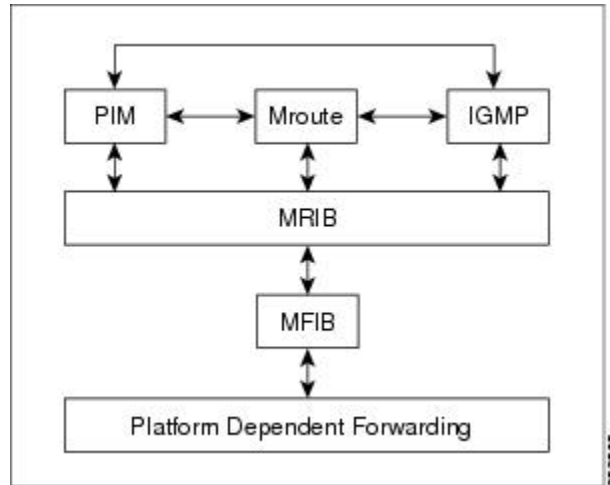 PIM
Mroute
IGMP
MRIB
MFIB
Platform Dependent Forwarding